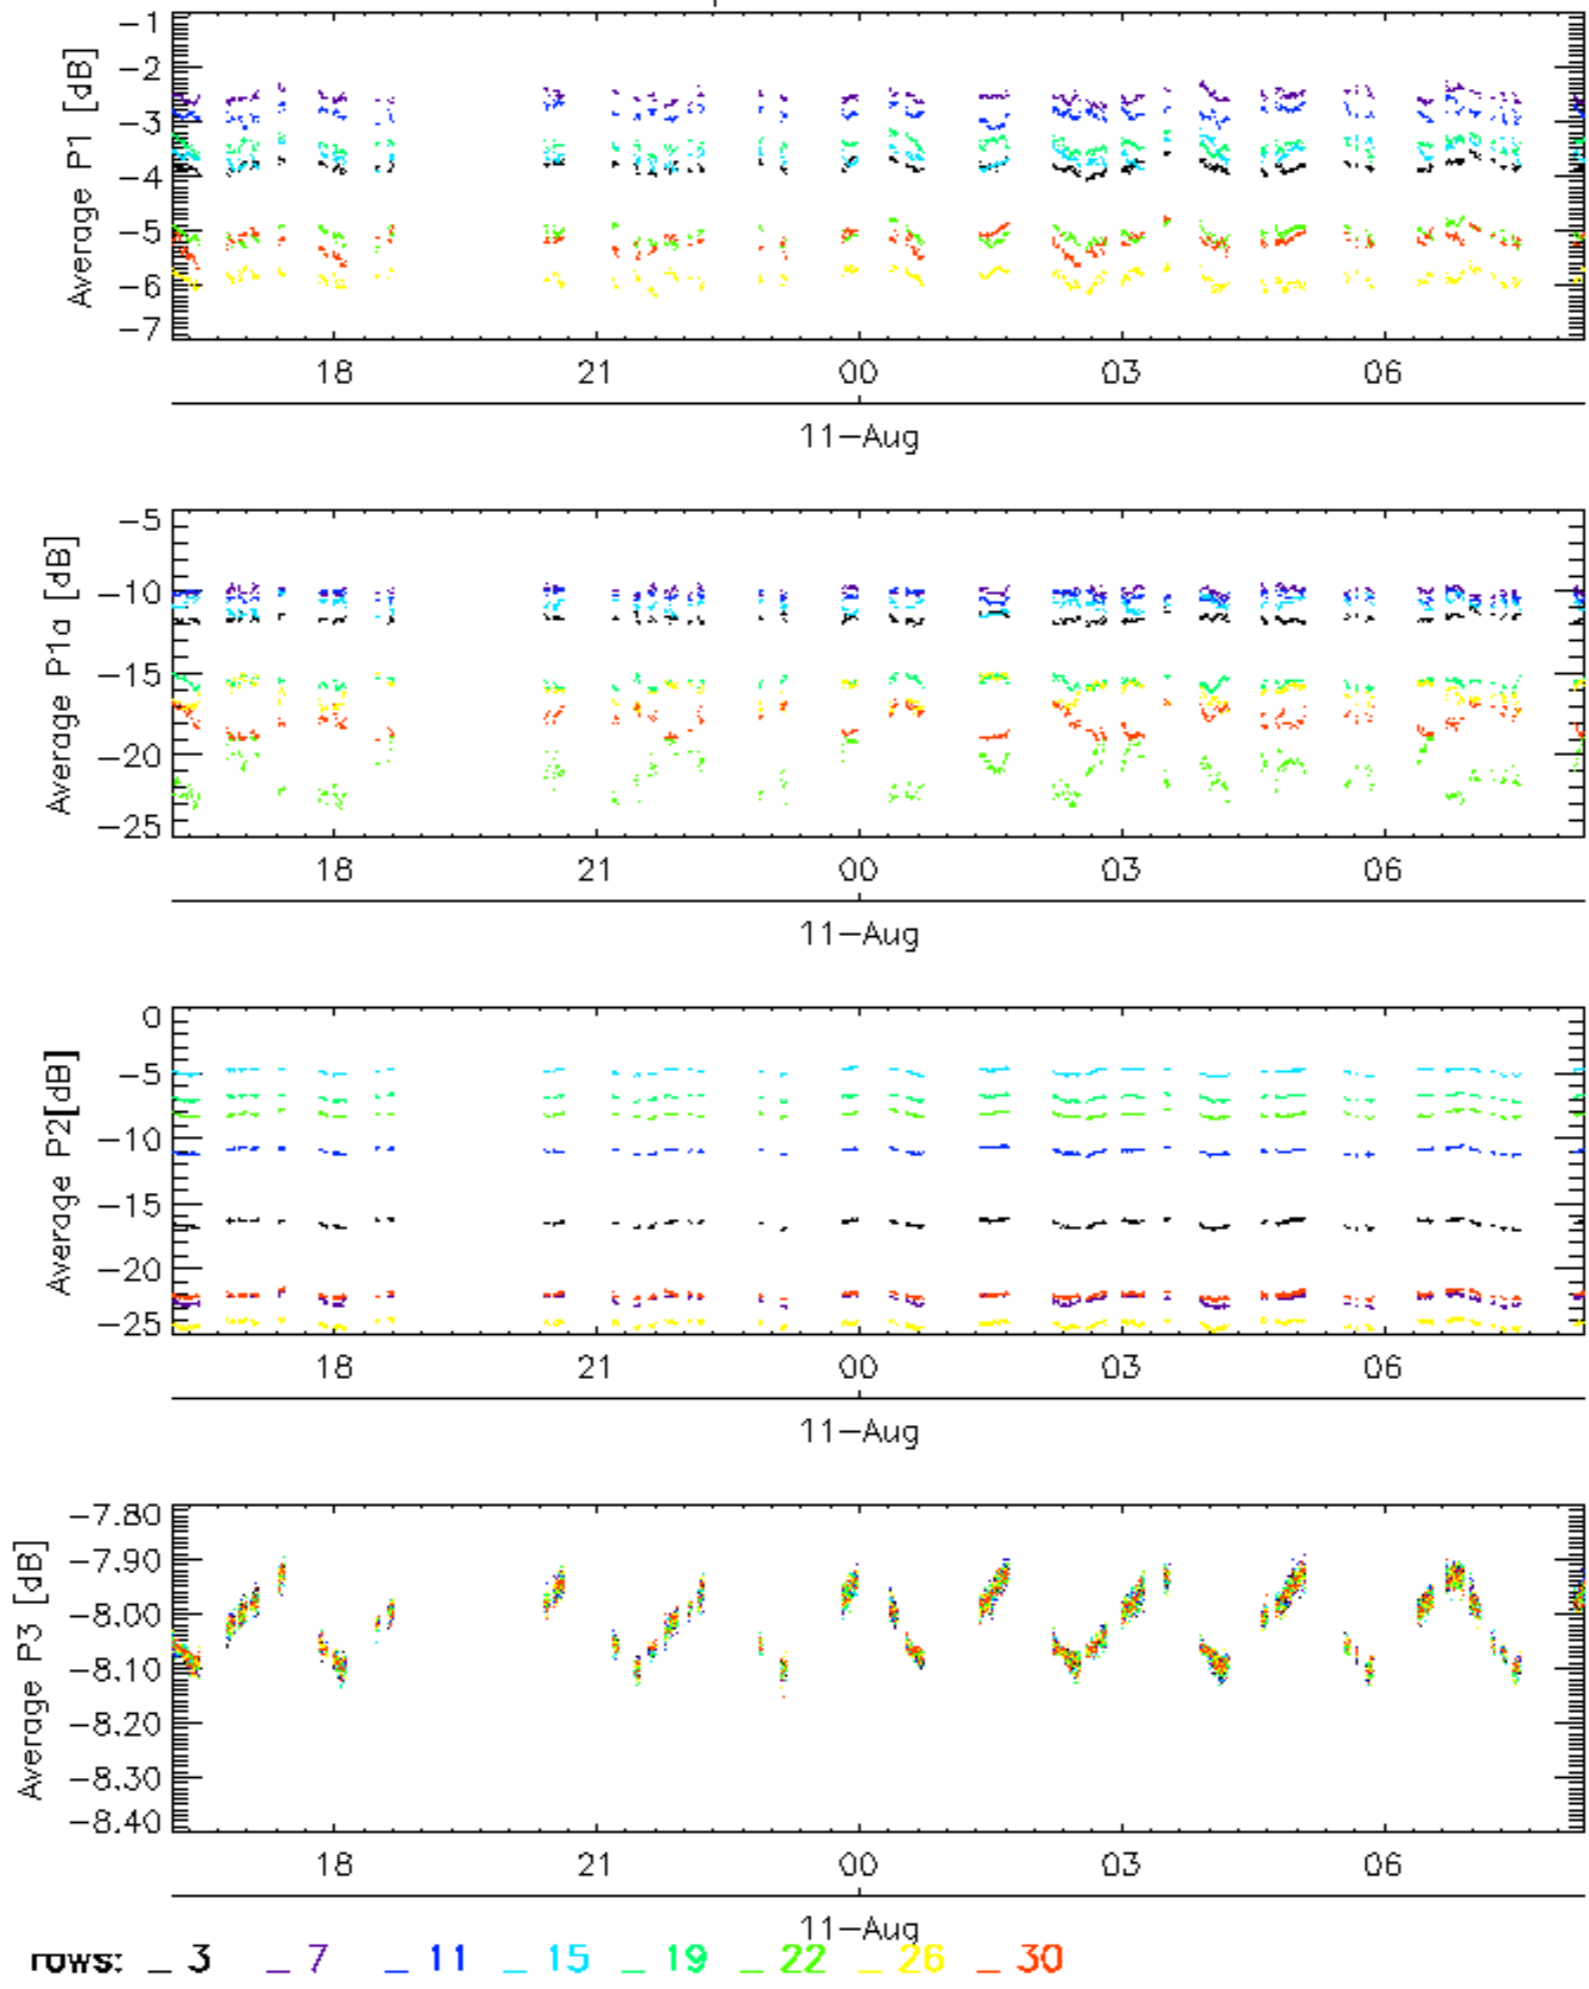 Average P1 [dB]
-1
-2
-3
-4
-5
-6
-7
18 21 00 03 06
11-Aug
Average P1a [dB]
-5
-10
-15
-20
-25
18 21 00 03 06
11-Aug
Average P2[dB]
0
-5
-10
-15
-20
-25
18 21 00 03 06
11-Aug
Average P3 [dB]
-7.80
-7.90
-8.00
-8.10
-8.20
-8.30
-8.40
18 21 00 03 06
11-Aug
rows: _ 3 _ 7 _ 11 _ 15 _ 19 _ 22 _ 26 _ 30